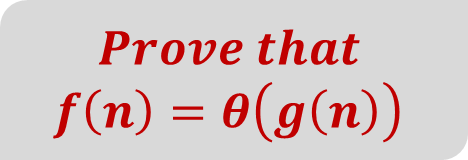 Prove that
f(n) = θ(g(n))